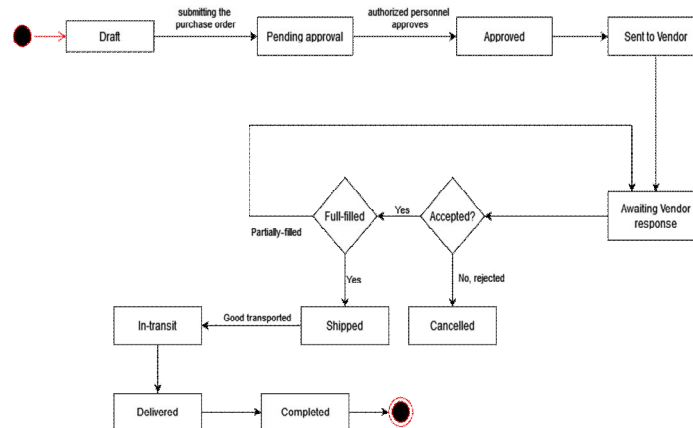 submitting the
purchase order
authorized personnel
approves
Draft
Pending approval
Approved
Sent to Vendor
Full-filled
Yes
Accepted?
Awaiting Vendor
response
Partially-filled
Yes
No, rejected
In-transit
Good transported
Shipped
Cancelled
Delivered
Completed